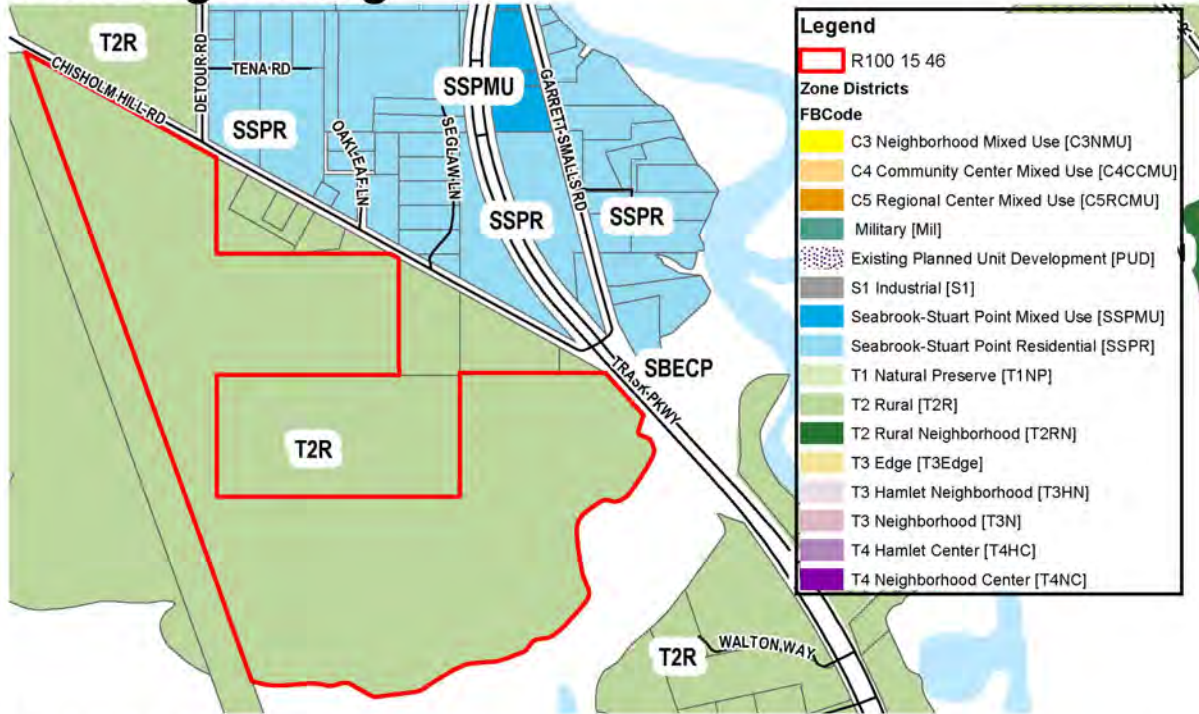 T2R
CHISHOLM HILL RD
DETOUR RD
TENA RD
SSPR
OAK LEAF LN
SEGLAW LN
SSPMU
GARRETT SMALLS RD
SSPR
SSPR
SBECP
TRASK PKWY
T2R
T2R
WALTON WAY
Legend
R100 15 46
Zone Districts
FBCode
C3 Neighborhood Mixed Use [C3NMU]
C4 Community Center Mixed Use [C4CCMU]
C5 Regional Center Mixed Use [C5RCMU]
Military [Mil]
Existing Planned Unit Development [PUD]
S1 Industrial [S1]
Seabrook-Stuart Point Mixed Use [SSPMU]
Seabrook-Stuart Point Residential [SSPR]
T1 Natural Preserve [T1NP]
T2 Rural [T2R]
T2 Rural Neighborhood [T2RN]
T3 Edge [T3Edge]
T3 Hamlet Neighborhood [T3HN]
T3 Neighborhood [T3N]
T4 Hamlet Center [T4HC]
T4 Neighborhood Center [T4NC]